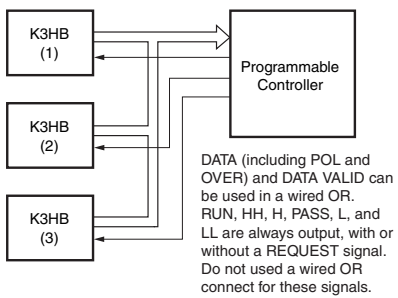 K3HB
(1)
Programmable
Controller
K3HB
(2)
K3HB
(3)
DATA (including POL and
OVER) and DATA VALID can
be used in a wired OR.
RUN, HH, H, PASS, L, and
LL are always output, with or
without a REQUEST signal.
Do not used a wired OR
connect for these signals.